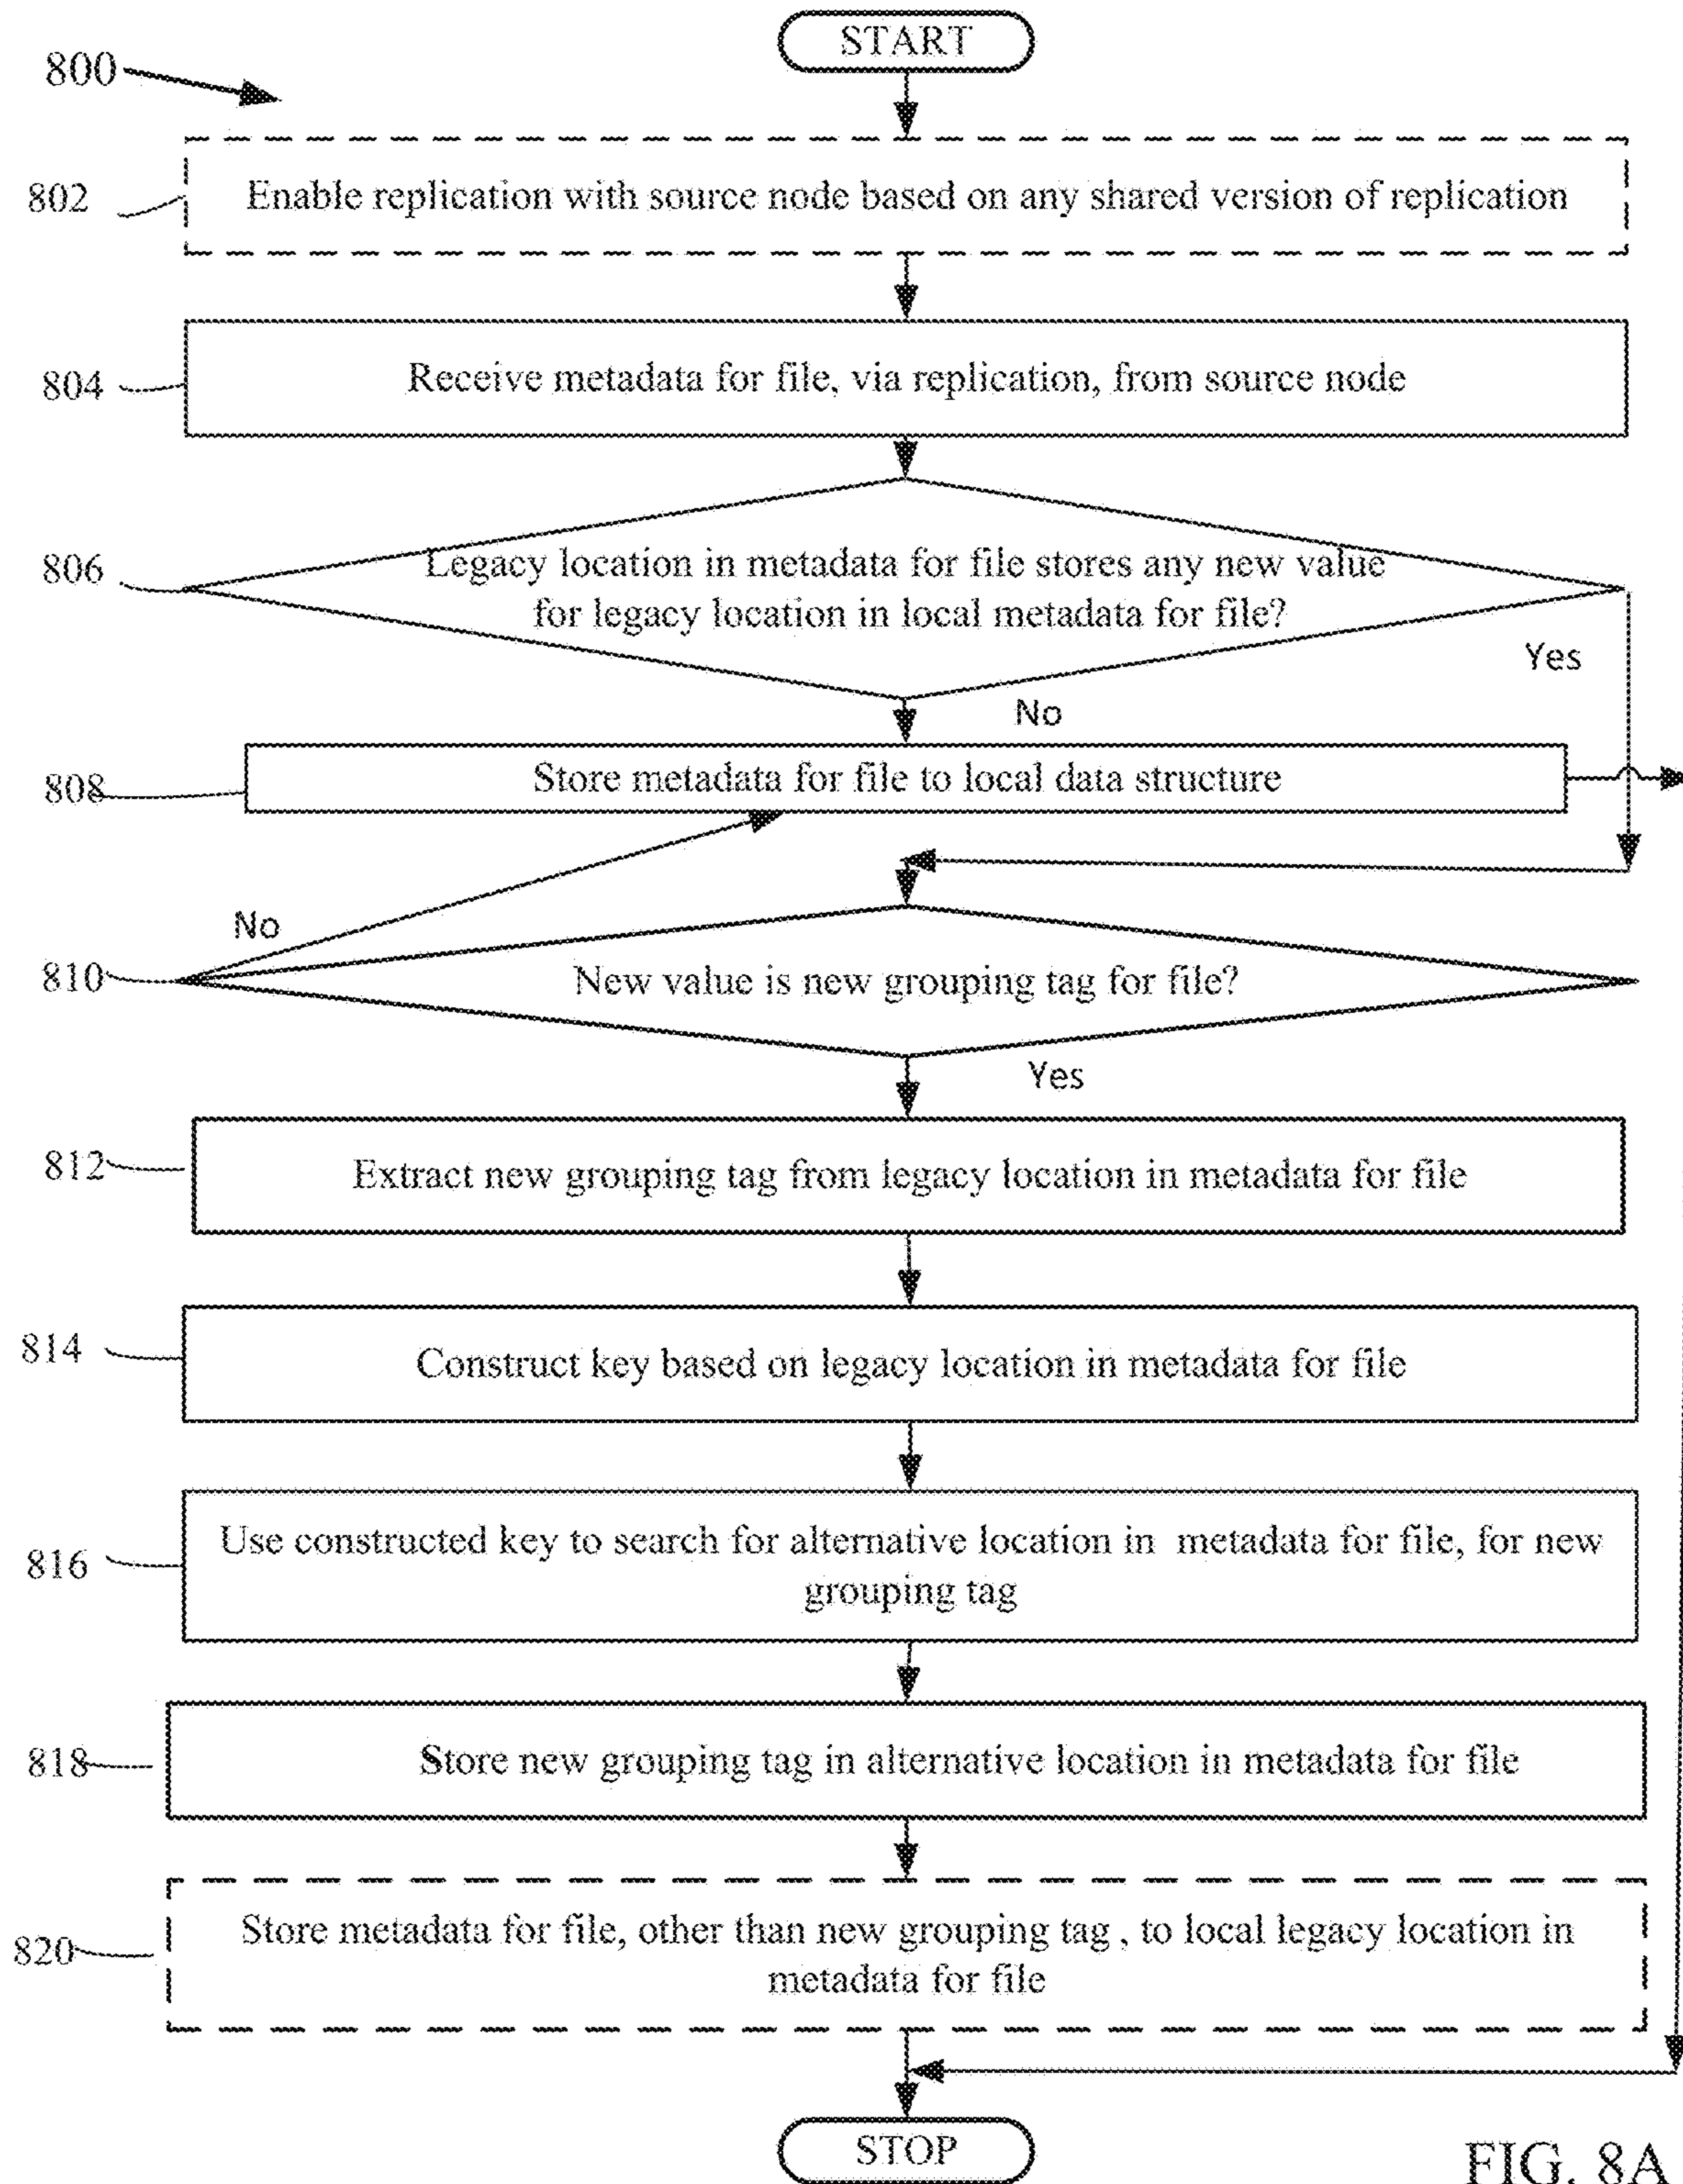 START
800
802
Enable replication with source node based on any shared version of replication
804
Receive metadata for file, via replication, from source node
806
Legacy location in metadata for file stores any new value
for legacy location in local metadata for file?
Yes
No
808
Store metadata for file to local data structure
No
810
New value is new grouping tag for file?
Yes
812
Extract new grouping tag from legacy location in metadata for file
814
Construct key based on legacy location in metadata for file
816
Use constructed key to search for alternative location in metadata for file, for new
grouping tag
818
Store new grouping tag in alternative location in metadata for file
820
Store metadata for file, other than new grouping tag , to local legacy location in
metadata for file
STOP
FIG. 8A